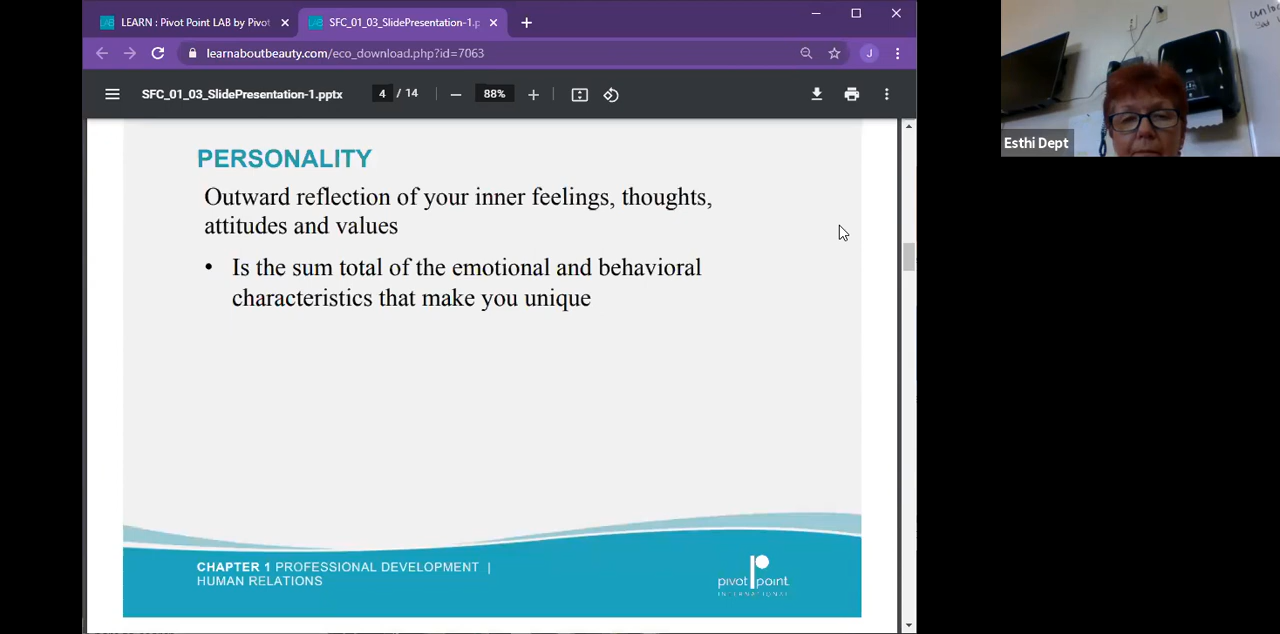 LEARN : Pivot Point LAB by Pivot
SFC_01_03_SlidePresentation-1.p
learnaboutbeauty.com/eco_download.php?id=7063
J
SFC_01_03_SlidePresentation-1.pptx
4 / 14
88%
PERSONALITY
Outward reflection of your inner feelings, thoughts,
attitudes and values
• Is the sum total of the emotional and behavioral
characteristics that make you unique
CHAPTER 1 PROFESSIONAL DEVELOPMENT |
HUMAN RELATIONS
pivot point
INTERNATIONAL
Esthi Dept